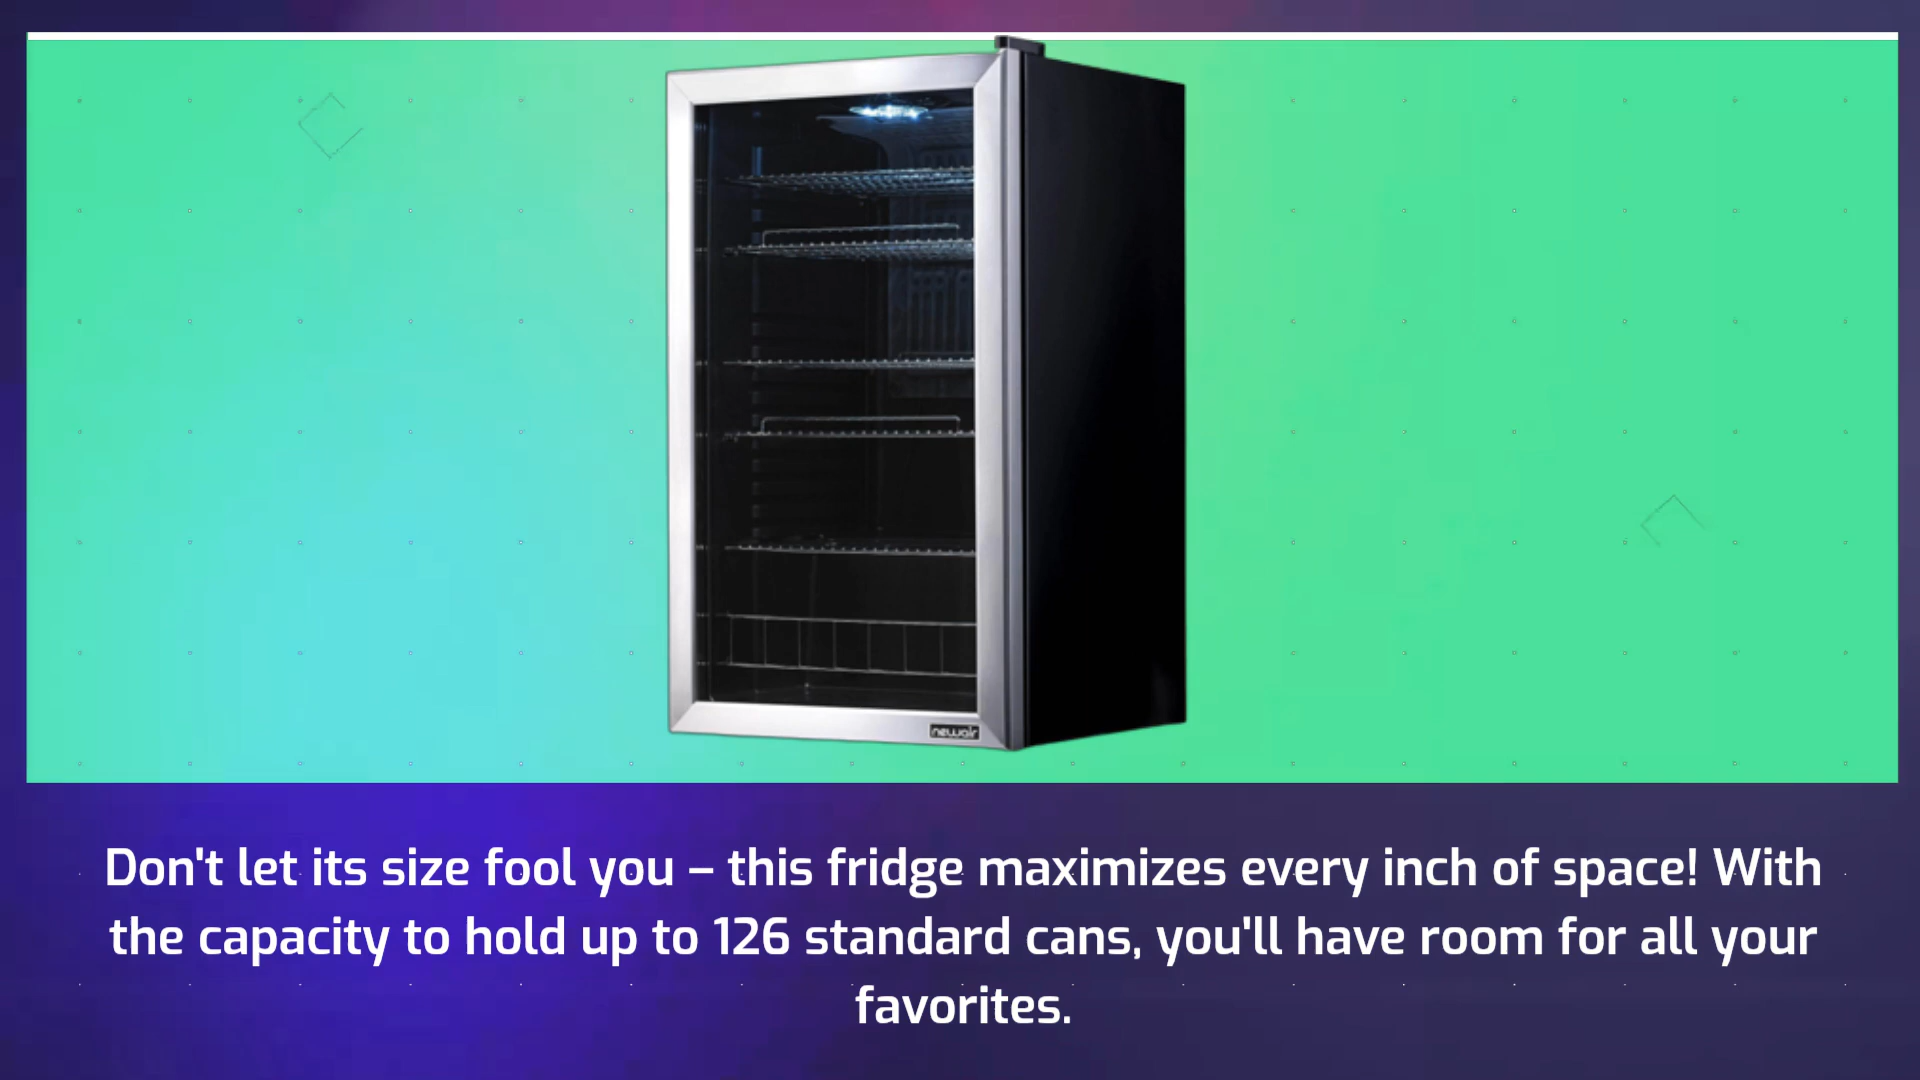 newair
Don't let its size fool you – this fridge maximizes every inch of space! With
the capacity to hold up to 126 standard cans, you'll have room for all your
favorites.